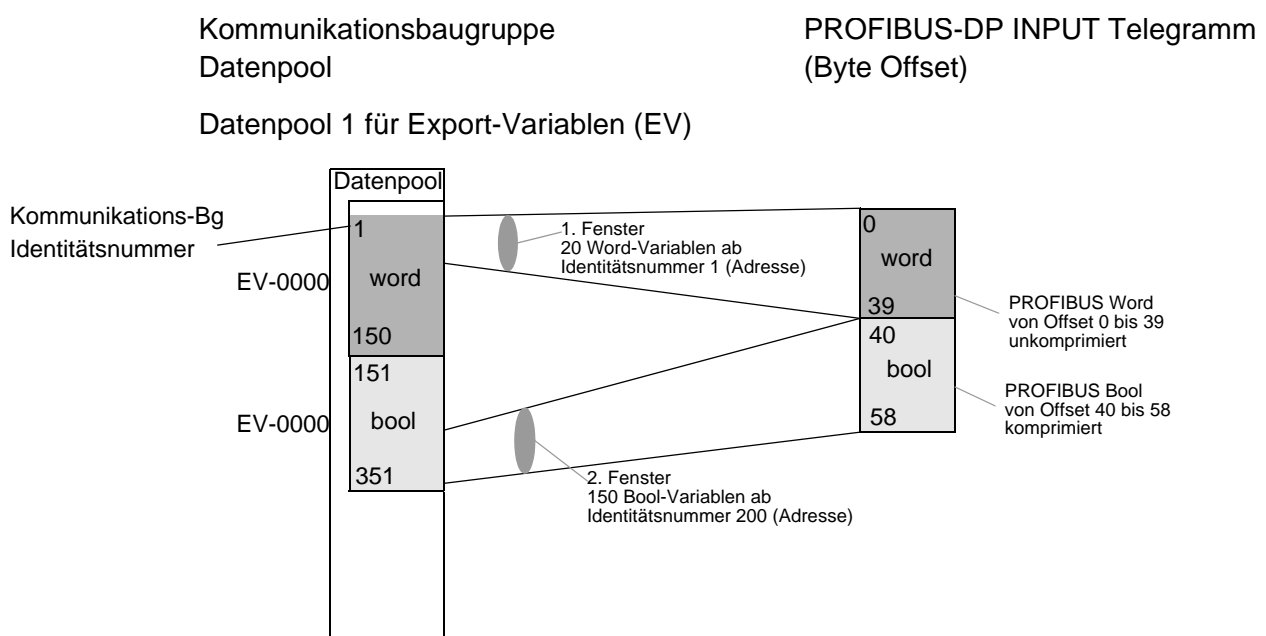 Kommunikationsbaugruppe
Datenpool
PROFIBUS-DP INPUT Telegramm
(Byte Offset)
Datenpool 1 für Export-Variablen (EV)
Datenpool
Kommunikations-Bg
Identitätsnummer
1
EV-0000
word
150
151
EV-0000
bool
351
1. Fenster
20 Word-Variablen ab
Identitätsnummer 1 (Adresse)
2. Fenster
150 Bool-Variablen ab
Identitätsnummer 200 (Adresse)
0
word
39
40
bool
58
PROFIBUS Word
von Offset 0 bis 39
unkomprimiert
PROFIBUS Bool
von Offset 40 bis 58
komprimiert